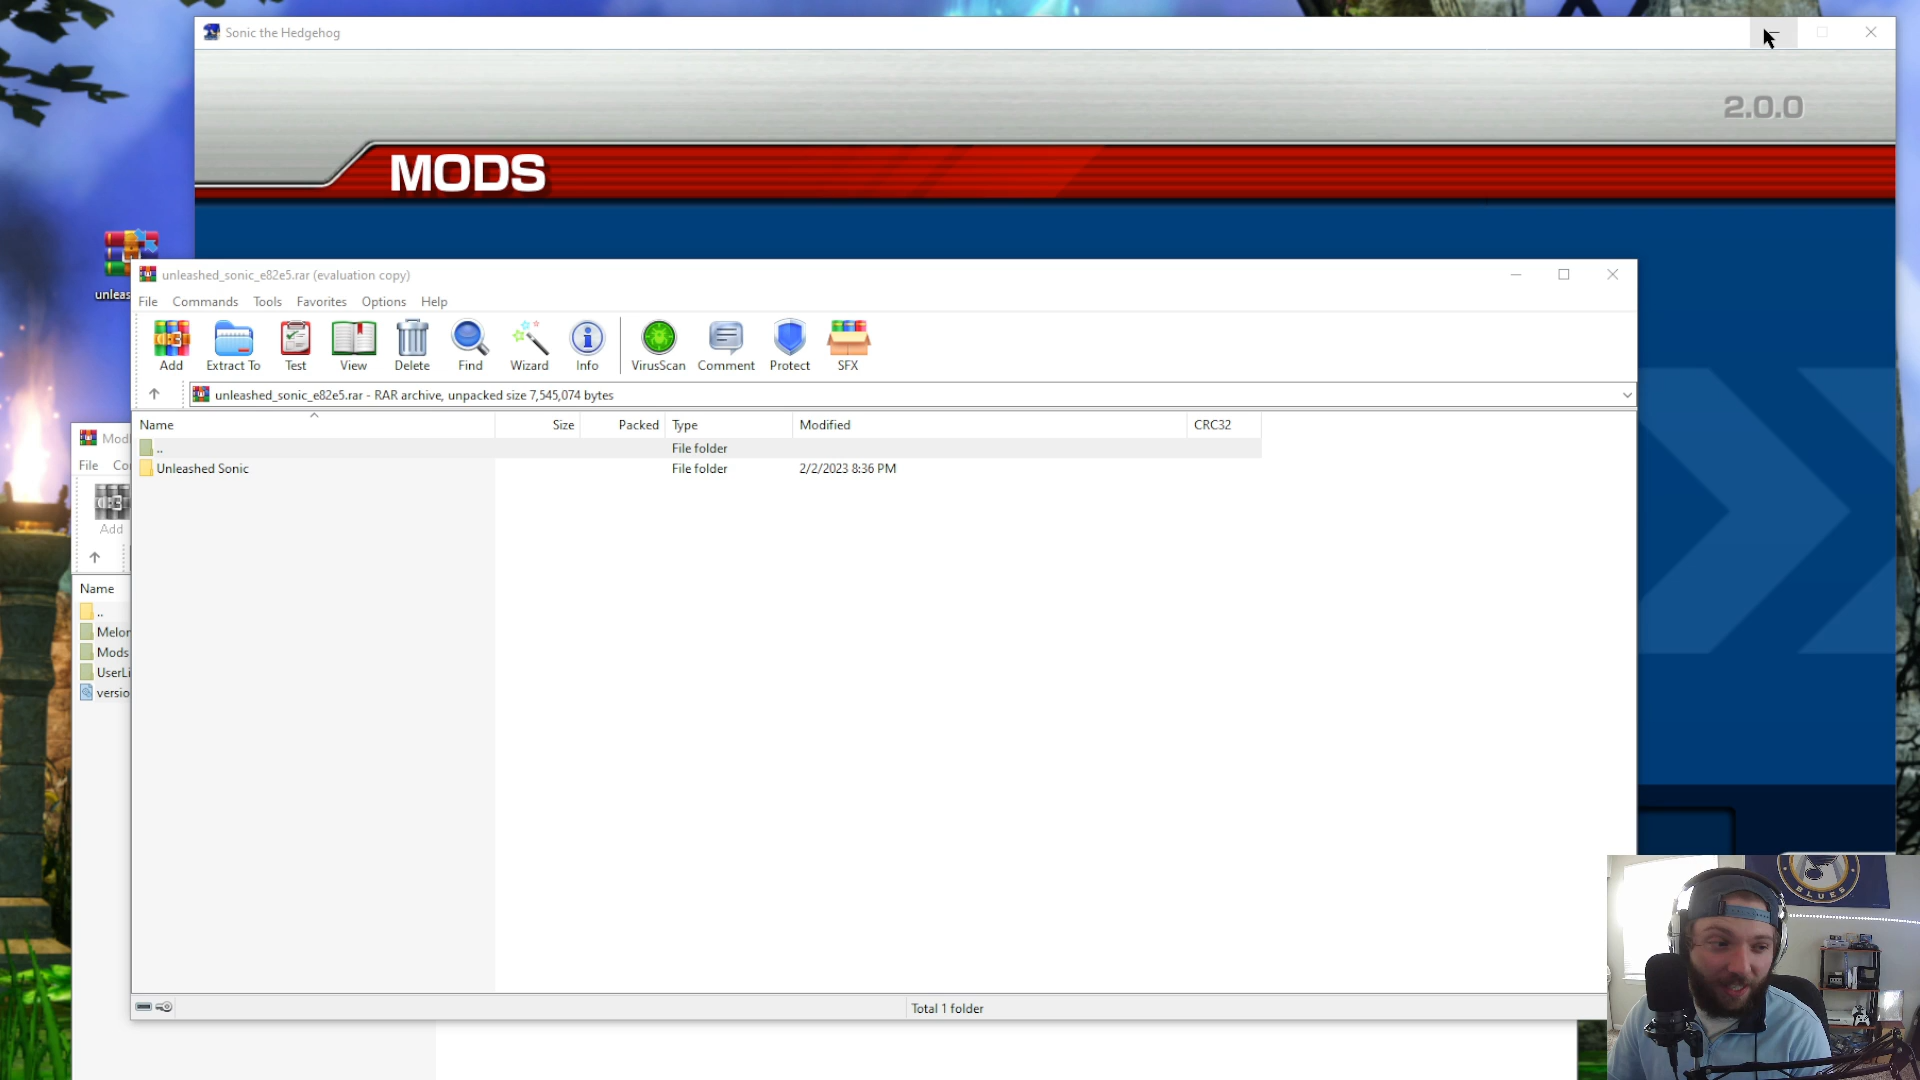 Sonic the Hedgehog
2.0.0
MODS
unleas
unleashed_sonic_e82e5.rar (evaluation copy)
File Commands Tools Favorites Options Help
Add Extract To Test View Delete Find Wizard Info VirusScan Comment Protect SFX
unleashed_sonic_e82e5.rar - RAR archive, unpacked size 7,545,074 bytes
Name Size Packed Type Modified CRC32
.. File folder
Unleashed Sonic File folder 2/2/2023 8:36 PM
Total 1 folder
Mod
File Co
Add
Name
..
Melon
Mods
UserLi
versio
BLUES